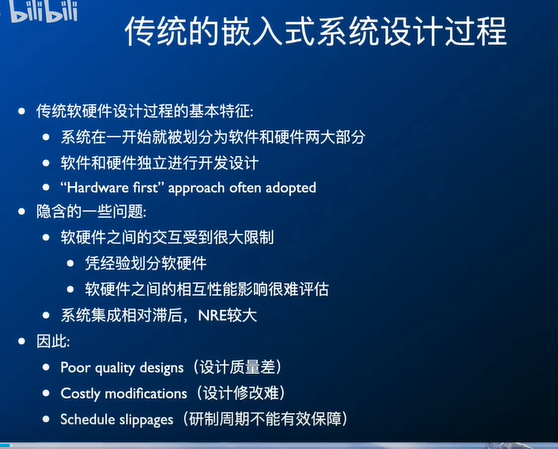 bilibili
传统的嵌入式系统设计过程
传统软硬件设计过程的基本特征:
系统在一开始就被划分为软件和硬件两大部分
软件和硬件独立进行开发设计
“Hardware first” approach often adopted
隐含的一些问题:
软硬件之间的交互受到很大限制
凭经验划分软硬件
软硬件之间的相互性能影响很难评估
系统集成相对滞后，NRE较大
因此:
Poor quality designs（设计质量差）
Costly modifications（设计修改难）
Schedule slippages（研制周期不能有效保障）